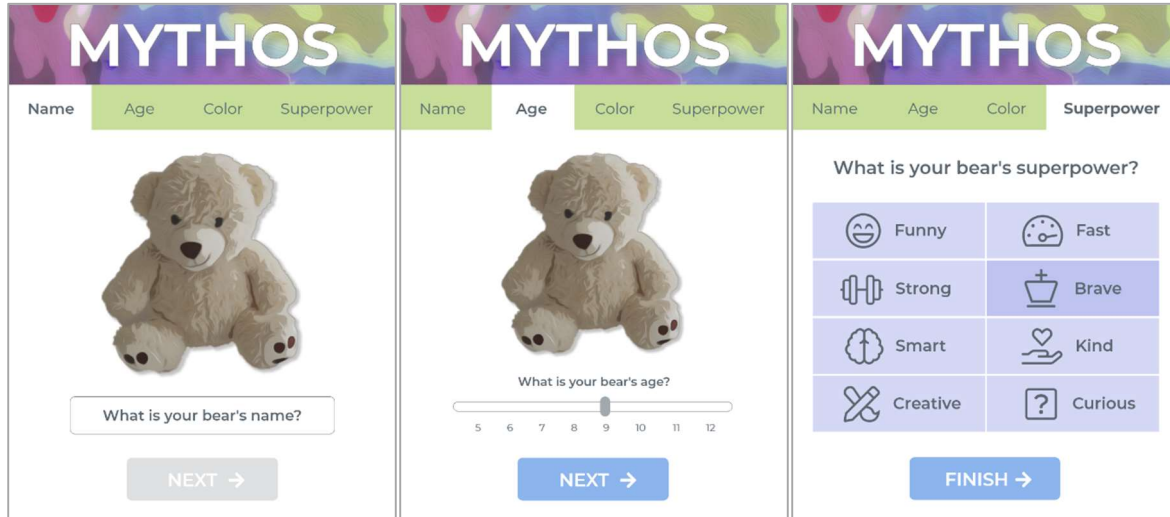 MYTHOS
Name Age Color Superpower
What is your bear's name?
NEXT →
MYTHOS
Name Age Color Superpower
What is your bear's age?
5 6 7 8 9 10 11 12
NEXT →
MYTHOS
Name Age Color Superpower
What is your bear's superpower?
Funny Fast
Strong Brave
Smart Kind
Creative ? Curious
FINISH →